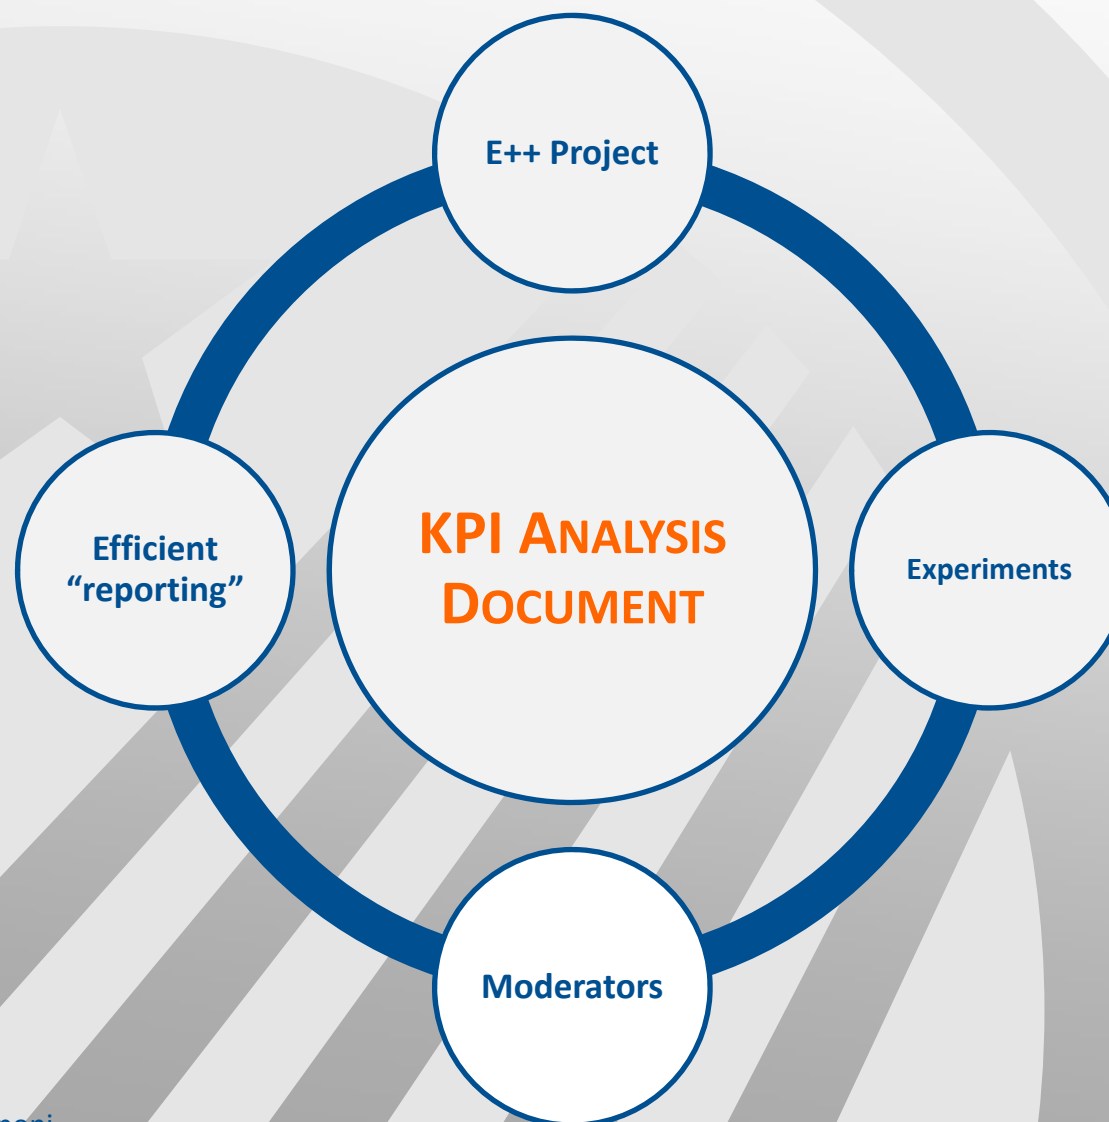 E++ Project
Efficient
“reporting”
KPI ANALYSIS
DOCUMENT
Experiments
Moderators